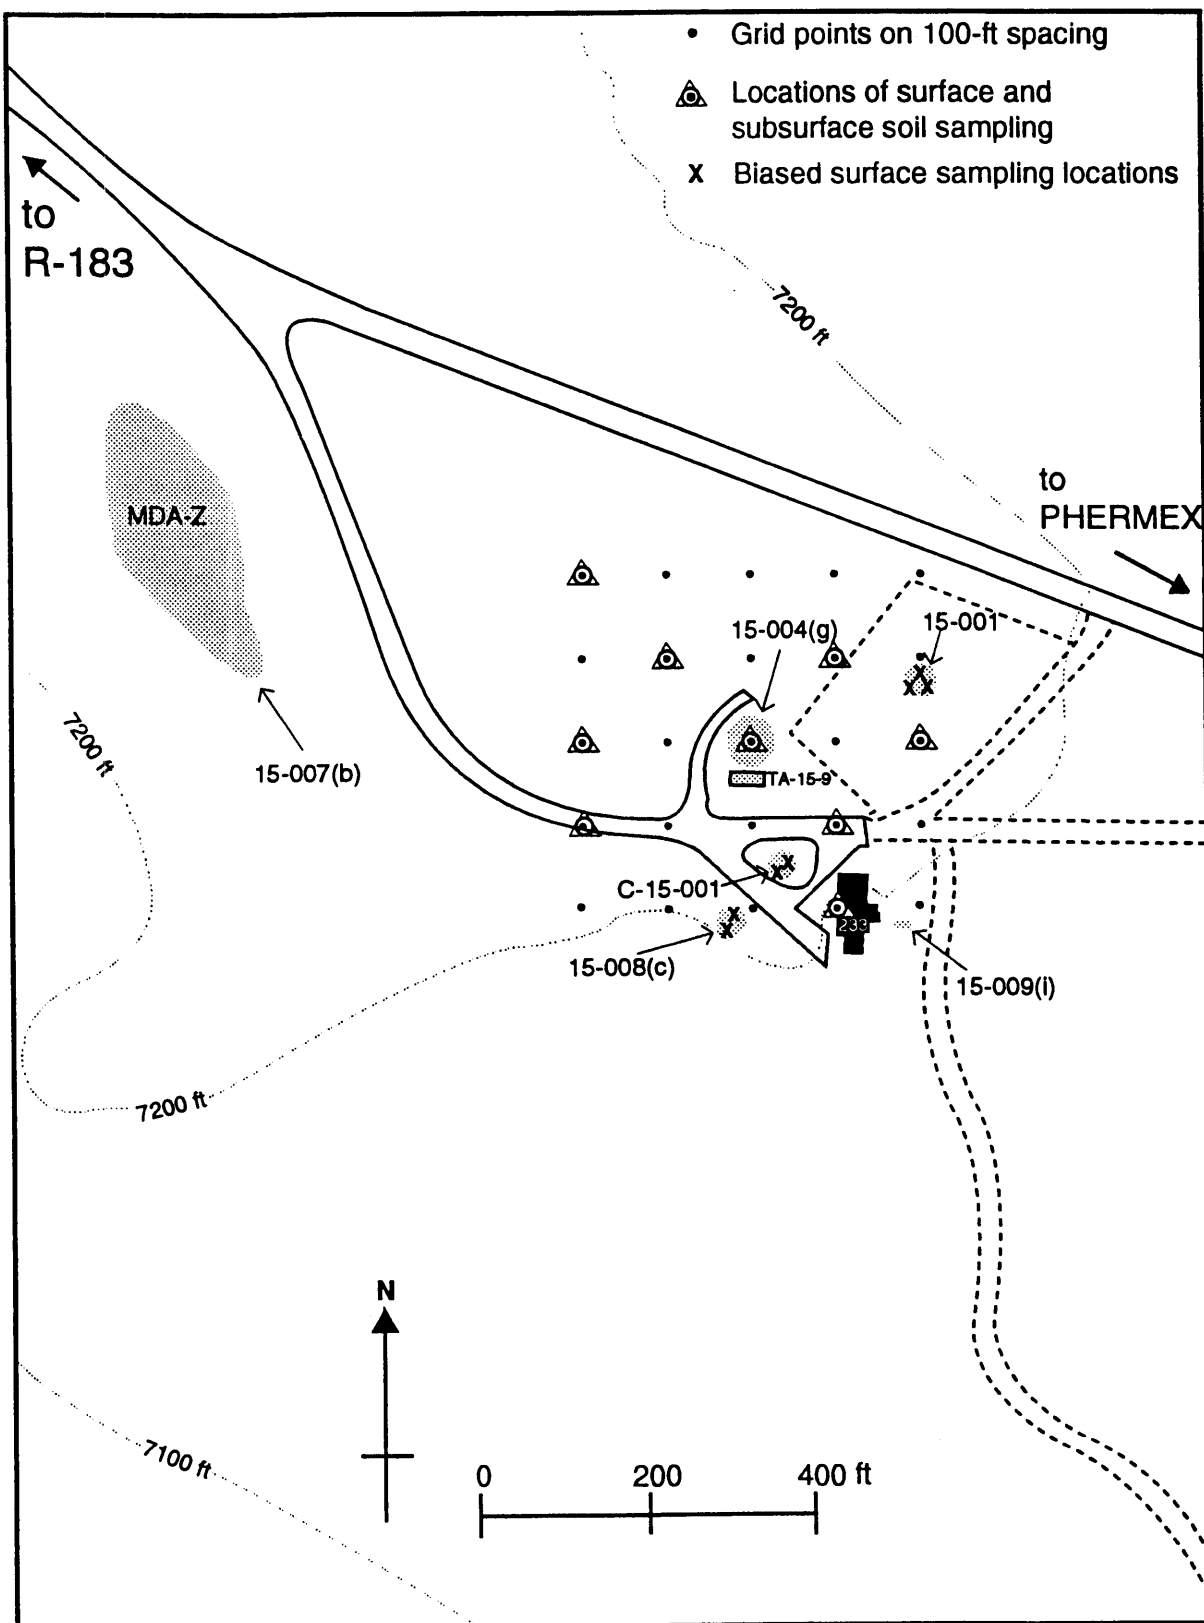 Grid points on 100-ft spacing
Locations of surface and
subsurface soil sampling
X Biased surface sampling locations
to
R-183
7200 ft
to
PHERMEX
MDA-Z
15-004(g)
15-001
X
X X
7200 ft
15-007(b)
TA-15-9
C-15-001
X
X
X
X
233
15-008(c)
15-009(i)
7200 ft
N
7100 ft
0 200 400 ft